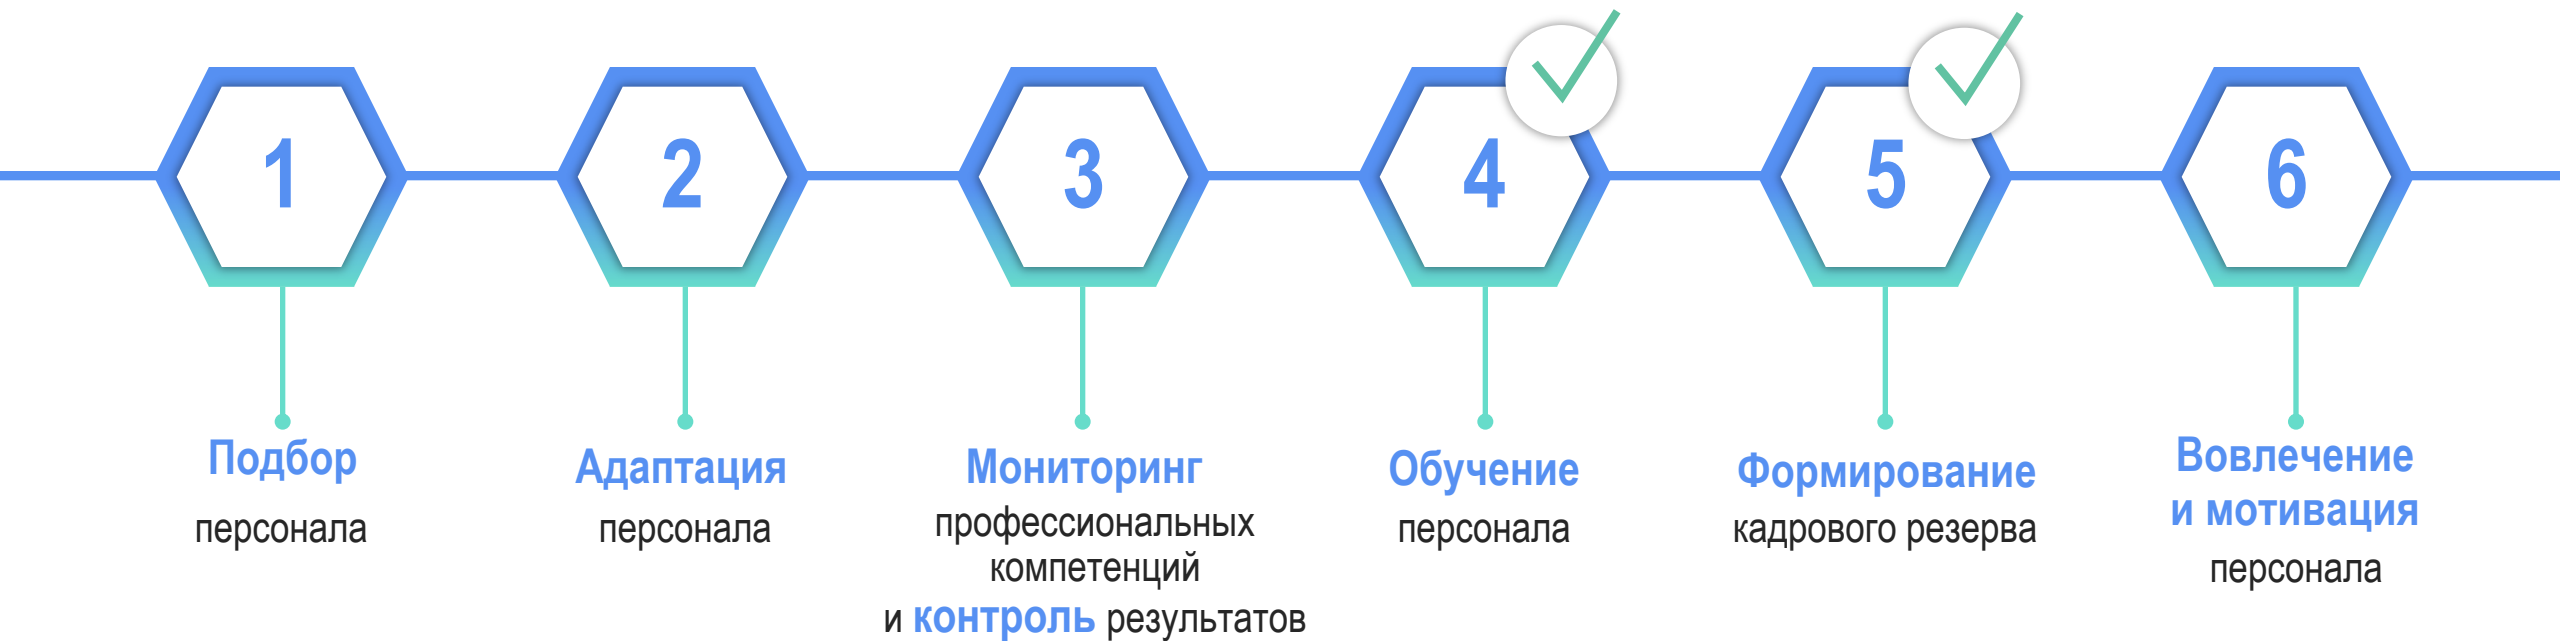 1
2
3
4
5
6
Подбор
персонала
Адаптация
персонала
Мониторинг
профессиональных
компетенций
и контроль результатов
Обучение
персонала
Формирование
кадрового резерва
Вовлечение
и мотивация
персонала